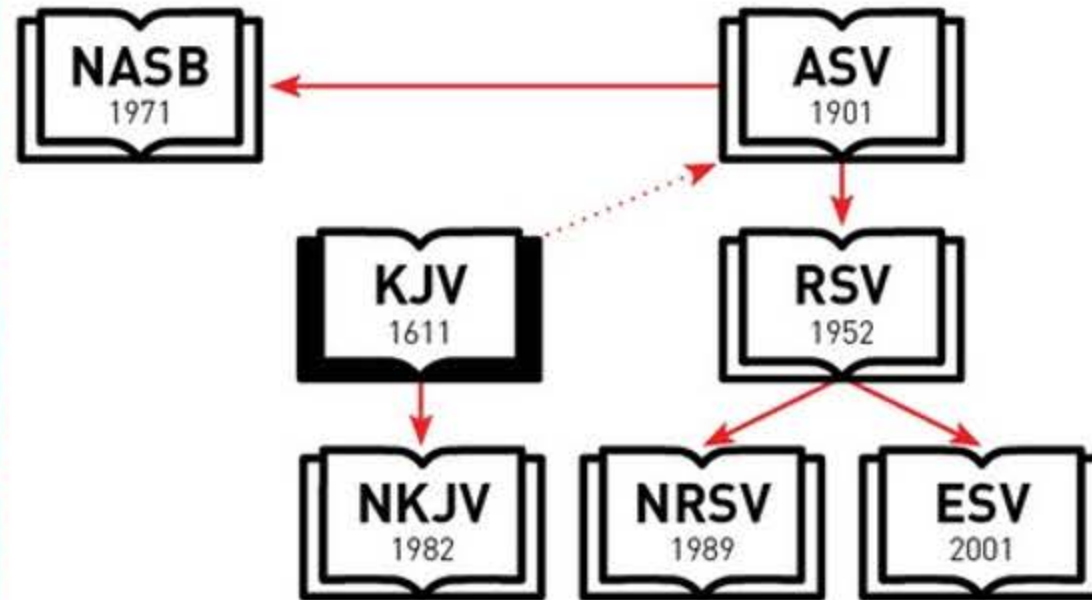 NASB
1971
ASV
1901
KJV
1611
RSV
1952
NKJV
1982
NRSV
1989
ESV
2001